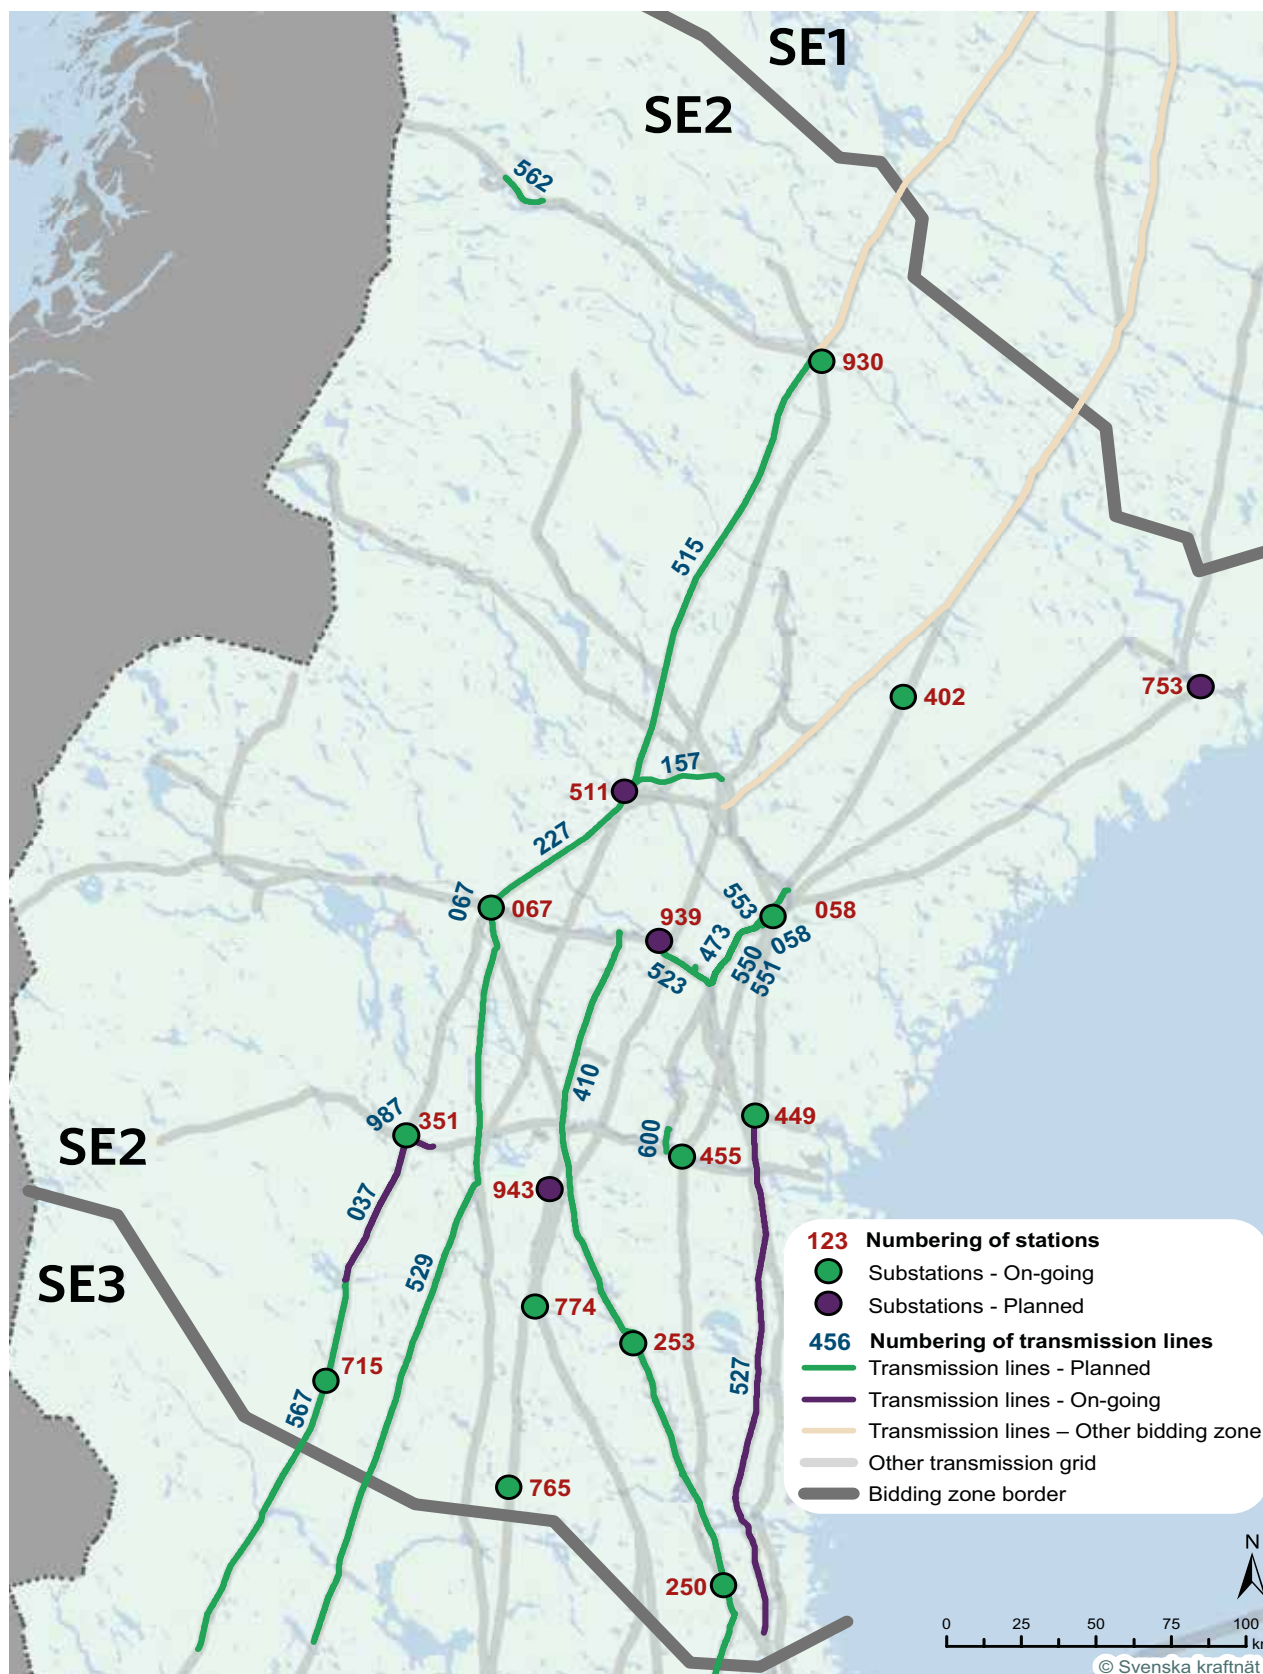 SE1
SE2
562
930
515
402
753
157
511
227
067
067
553
058
939
473
058
550
551
523
410
987
351
449
600
455
SE2
943
037
529
SE3
774
253
527
715
567
765
250
123 Numbering of stations
Substations - On-going
Substations - Planned
456 Numbering of transmission lines
Transmission lines - Planned
Transmission lines - On-going
Transmission lines – Other bidding zone
Other transmission grid
Bidding zone border
N
0 25 50 75 100
© Svenska kraftnät